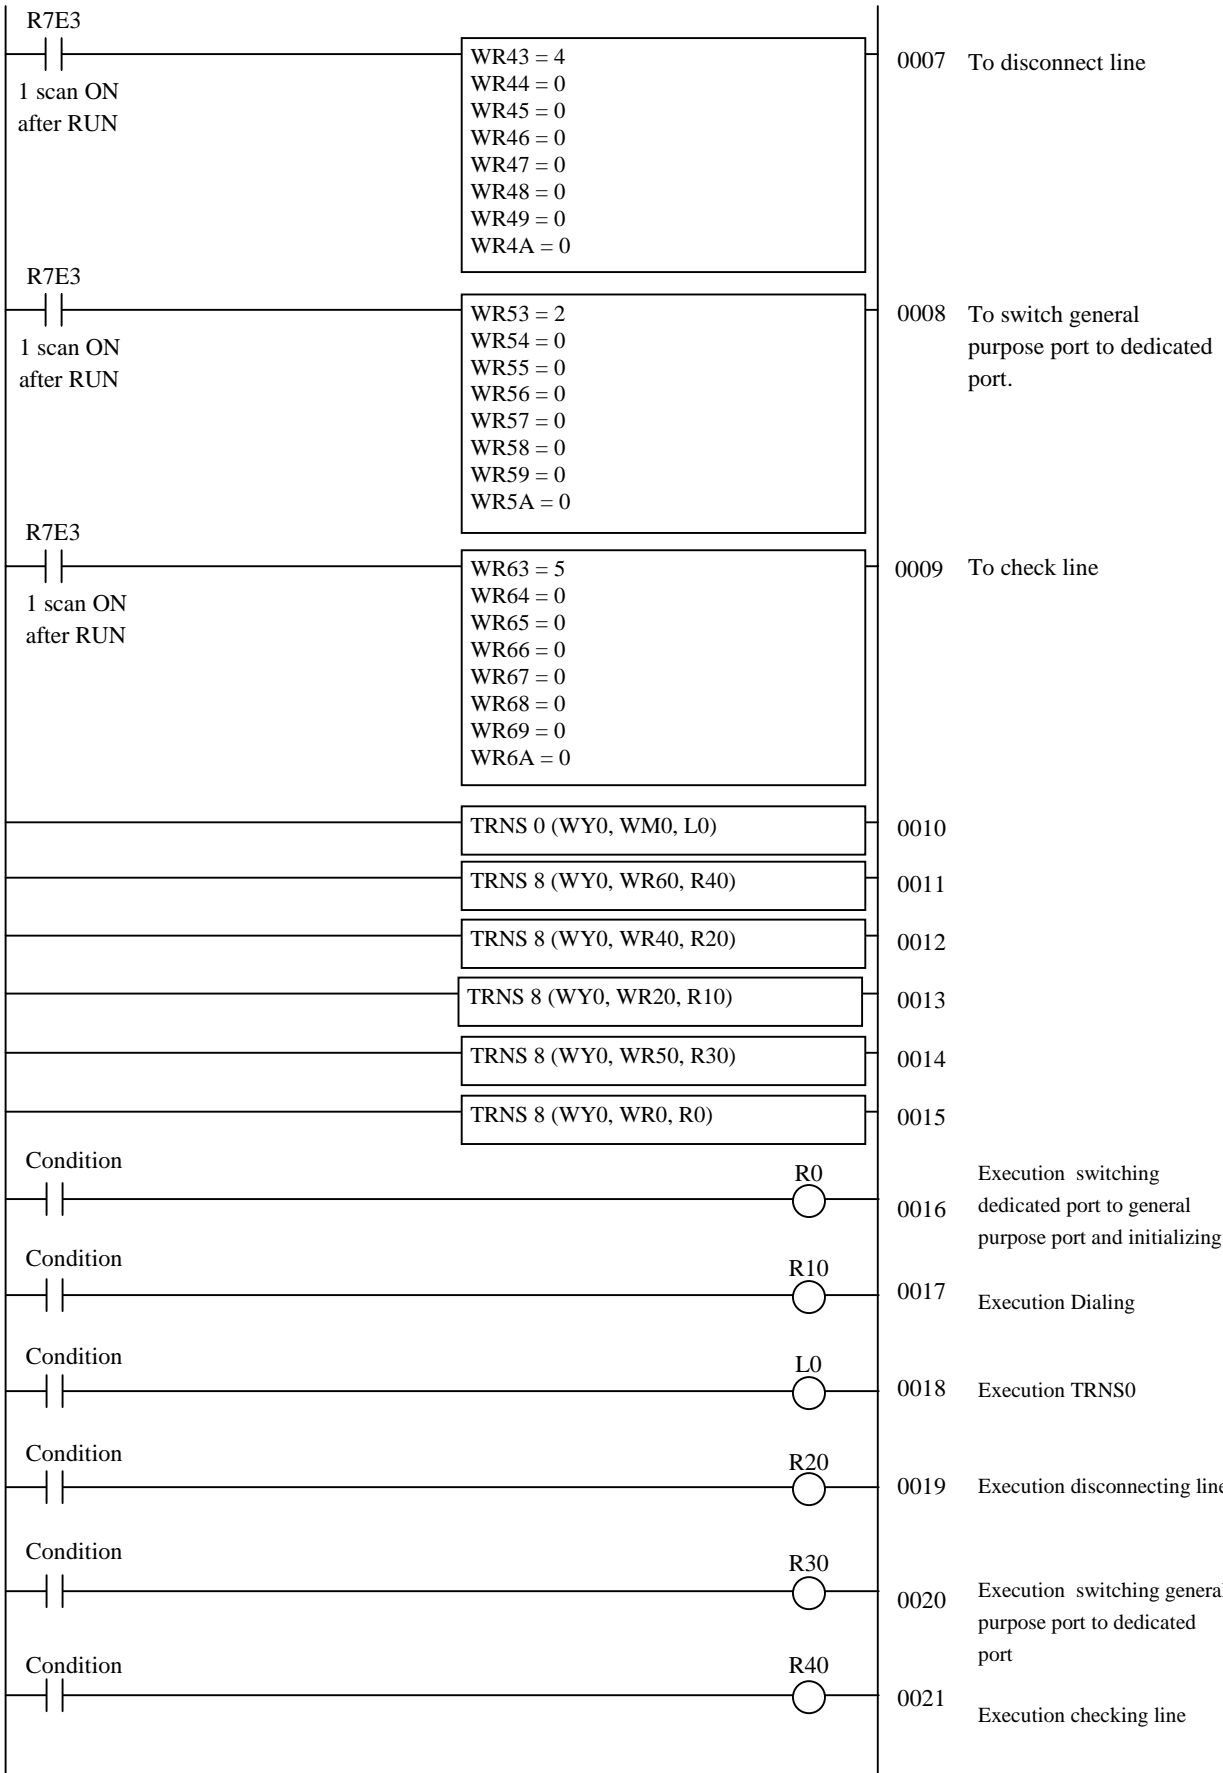 R7E3
1 scan ON
after RUN
WR43 = 4
WR44 = 0
WR45 = 0
WR46 = 0
WR47 = 0
WR48 = 0
WR49 = 0
WR4A = 0
0007
To disconnect line
R7E3
1 scan ON
after RUN
WR53 = 2
WR54 = 0
WR55 = 0
WR56 = 0
WR57 = 0
WR58 = 0
WR59 = 0
WR5A = 0
0008
To switch general
purpose port to dedicated
port.
R7E3
1 scan ON
after RUN
WR63 = 5
WR64 = 0
WR65 = 0
WR66 = 0
WR67 = 0
WR68 = 0
WR69 = 0
WR6A = 0
0009
To check line
TRNS 0 (WY0, WM0, L0)
0010
TRNS 8 (WY0, WR60, R40)
0011
TRNS 8 (WY0, WR40, R20)
0012
TRNS 8 (WY0, WR20, R10)
0013
TRNS 8 (WY0, WR50, R30)
0014
TRNS 8 (WY0, WR0, R0)
0015
Condition
R0
0016
Execution switching
dedicated port to general
purpose port and initializing
Condition
R10
0017
Execution Dialing
Condition
L0
0018
Execution TRNS0
Condition
R20
0019
Execution disconnecting line
Condition
R30
0020
Execution switching general
purpose port to dedicated
port
Condition
R40
0021
Execution checking line